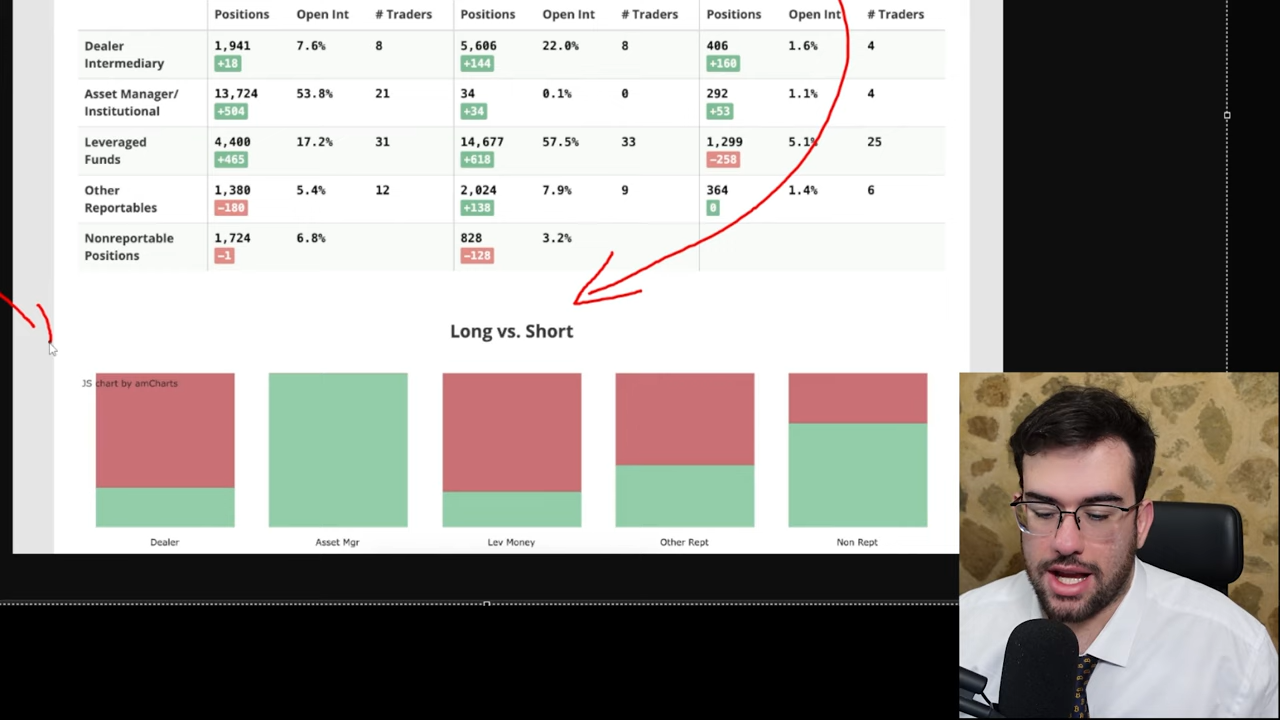 Positions Open Int # Traders Positions Open Int # Traders Positions Open Int # Traders
Dealer Intermediary 1,941 7.6% 8 5,606 22.0% 8 406 1.6% 4
+18 +144 +160
Asset Manager/ Institutional 13,724 53.8% 21 34 0.1% 0 292 1.1% 4
+504 +34 +53
Leveraged Funds 4,400 17.2% 31 14,677 57.5% 33 1,299 5.1% 25
+465 +618 −258
Other Reportables 1,380 5.4% 12 2,024 7.9% 9 364 1.4% 6
−180 +138 0
Nonreportable Positions 1,724 6.8% 828 3.2%
−1 −128
Long vs. Short
JS chart by amCharts
Dealer Asset Mgr Lev Money Other Rept Non Rept